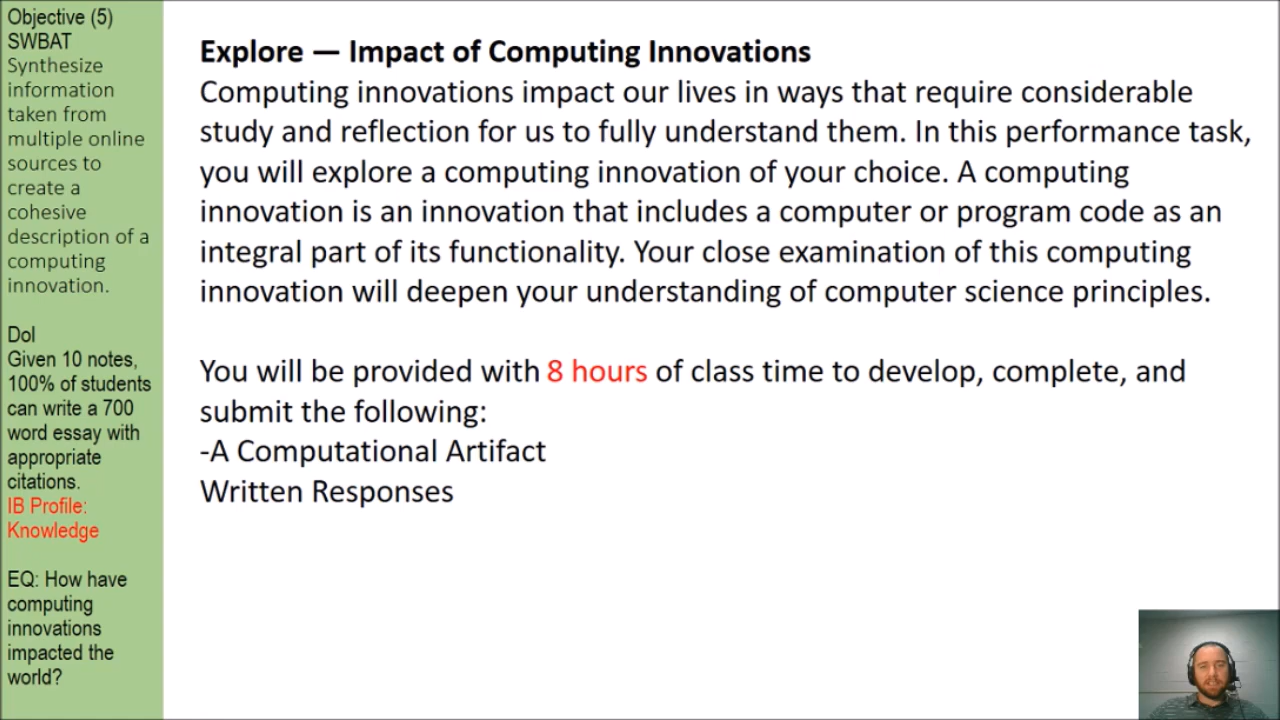 Objective (5)
SWBAT
Synthesize
information
taken from
multiple online
sources to
create a
cohesive
description of a
computing
innovation.
DoI
Given 10 notes,
100% of students
can write a 700
word essay with
appropriate
citations.
IB Profile:
Knowledge
EQ: How have
computing
innovations
impacted the
world?
Explore — Impact of Computing Innovations
Computing innovations impact our lives in ways that require considerable
study and reflection for us to fully understand them. In this performance task,
you will explore a computing innovation of your choice. A computing
innovation is an innovation that includes a computer or program code as an
integral part of its functionality. Your close examination of this computing
innovation will deepen your understanding of computer science principles.
You will be provided with 8 hours of class time to develop, complete, and
submit the following:
-A Computational Artifact
Written Responses